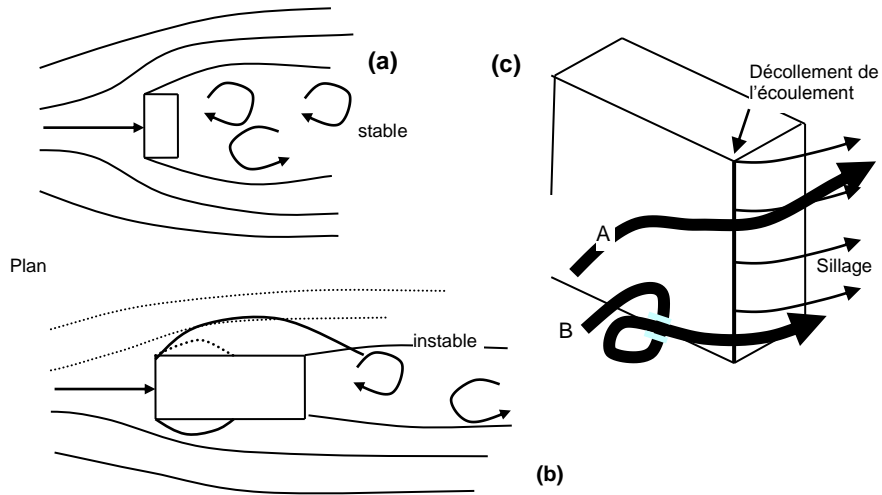 (a)
stable
Plan
instable
(b)
(c)
Décollement de
l'écoulement
A
Sillage
B